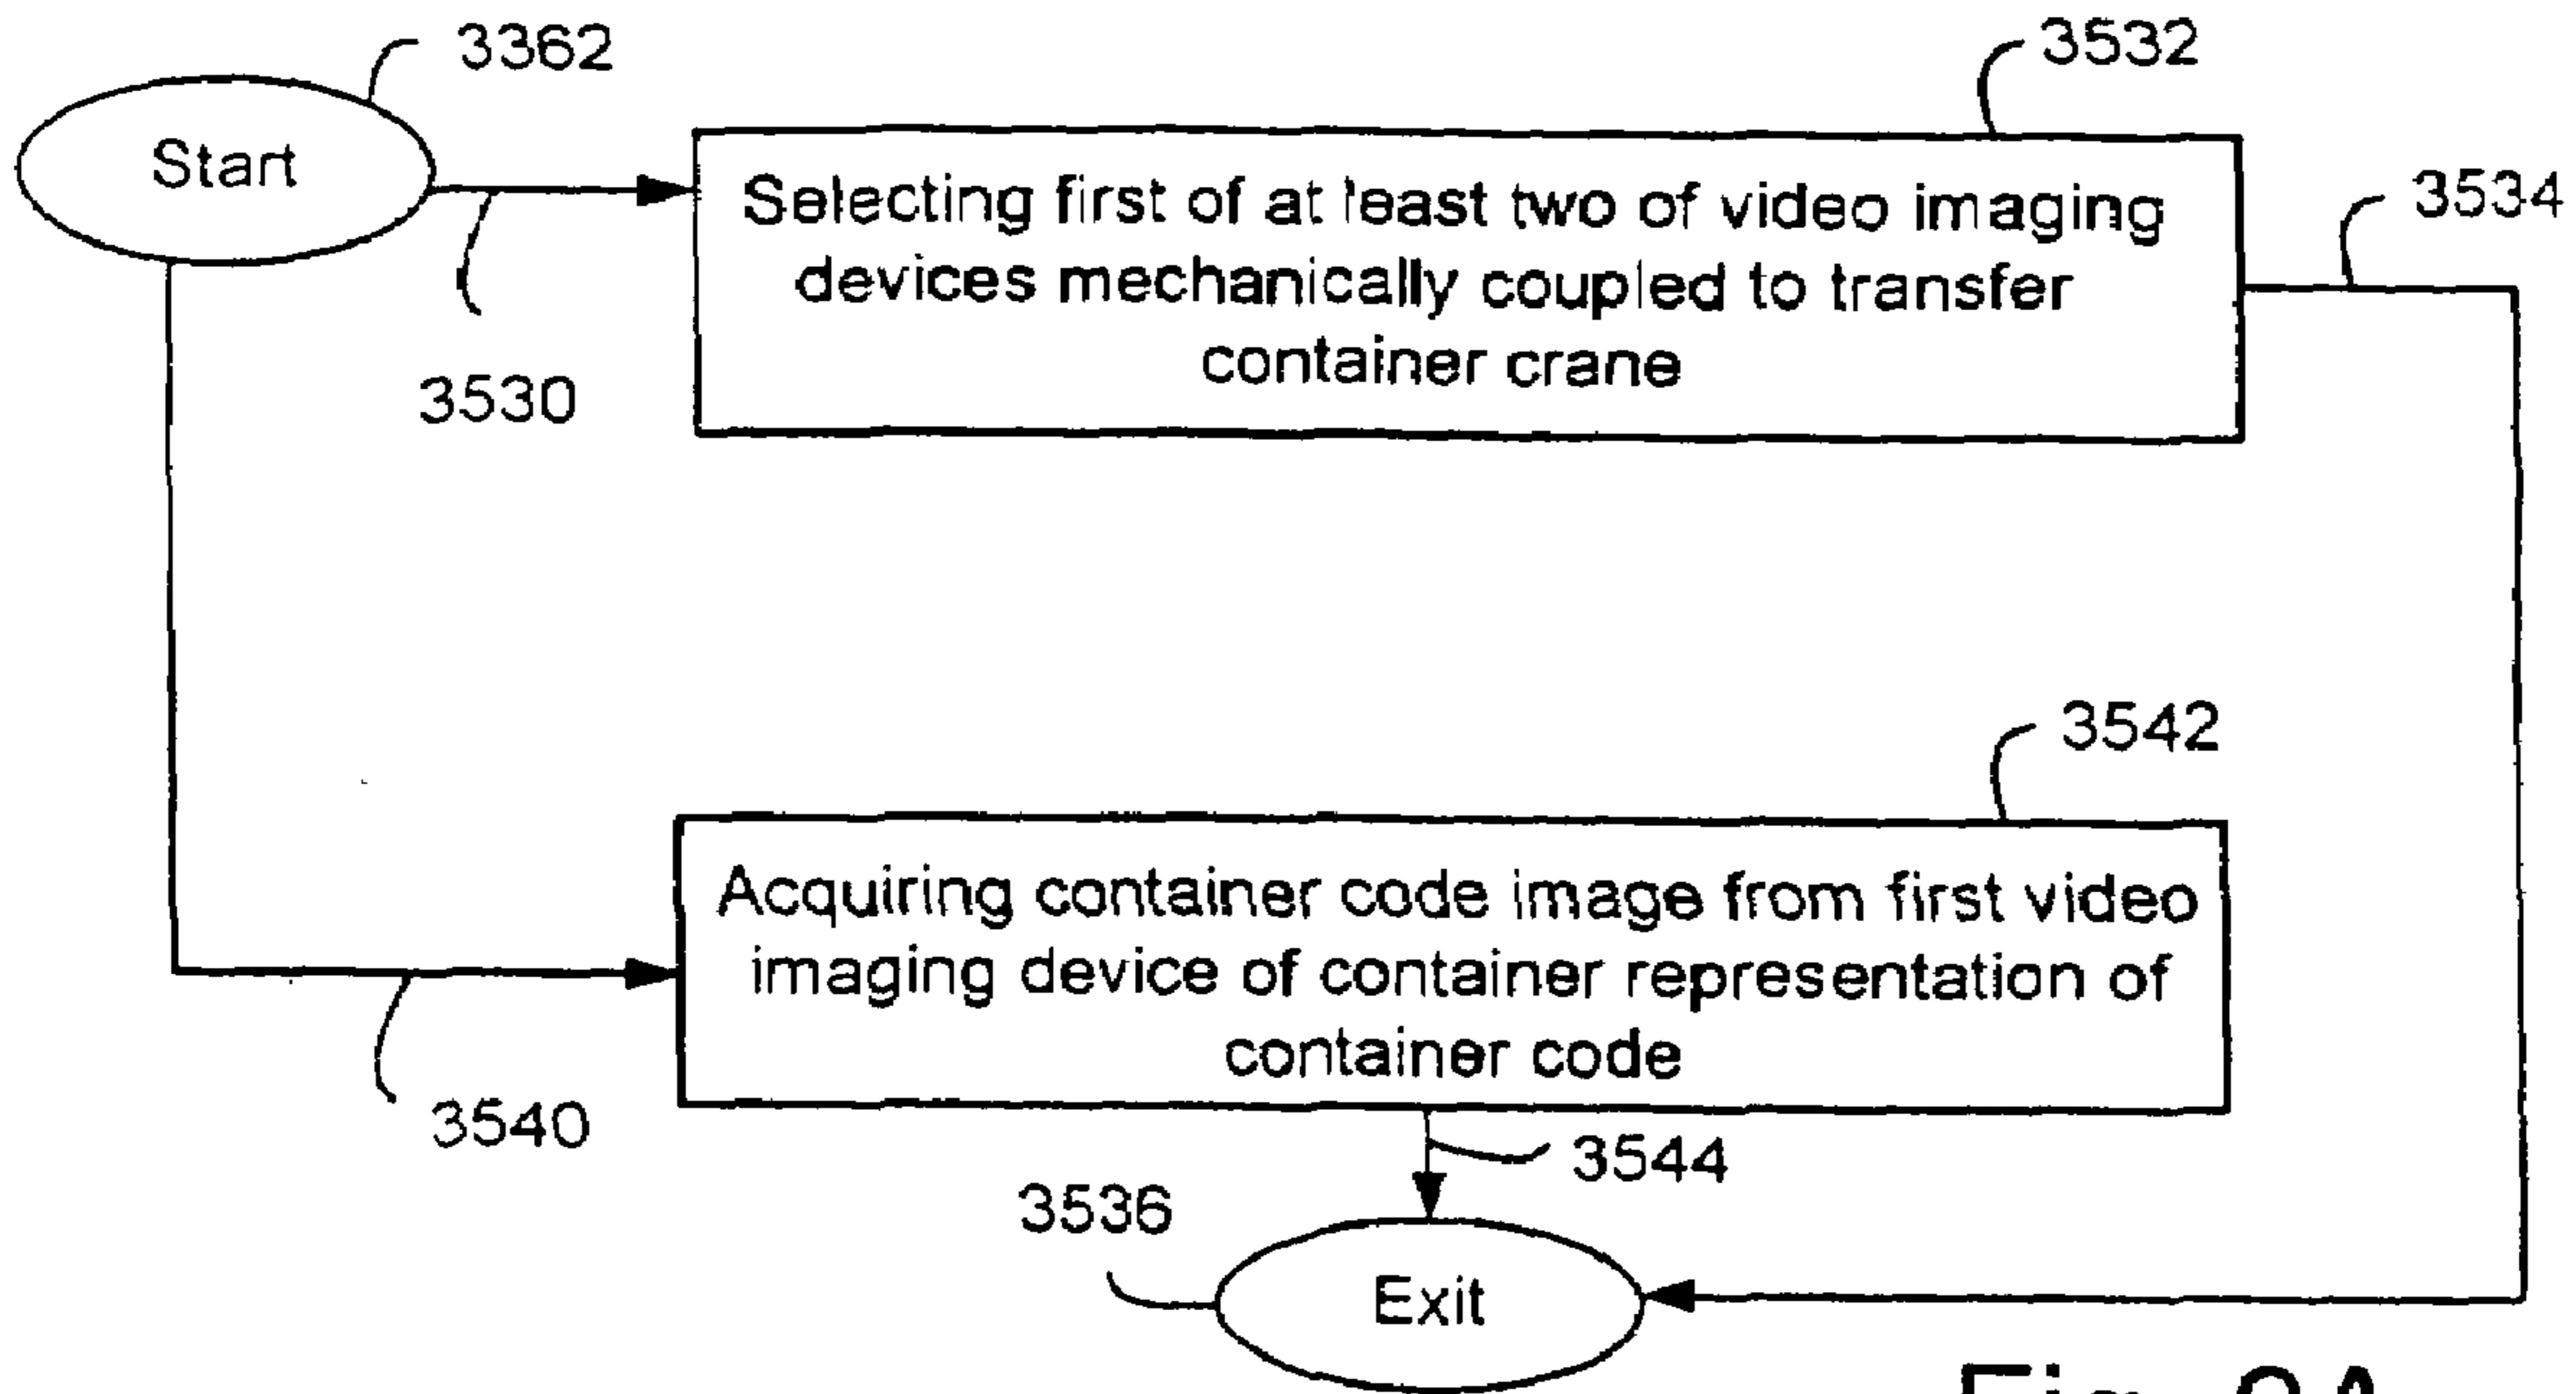 3362
3532
Start
Selecting first of at least two of video imaging
devices mechanically coupled to transfer
container crane
3534
3530
3542
Acquiring container code image from first video
imaging device of container representation of
container code
3540
3544
3536
Exit
Fig.